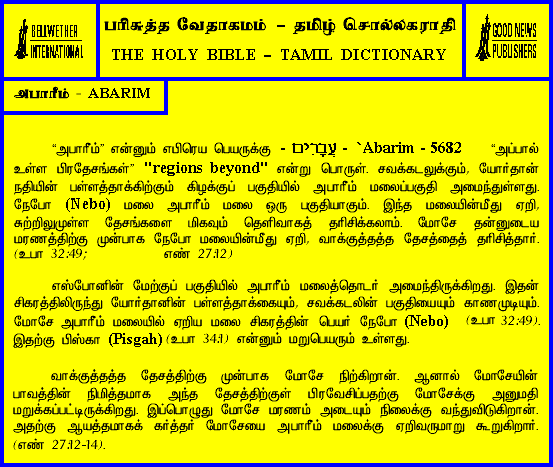 BELLWETHER
INTERNATIONAL
பரிசுத்த வேதாகமம் – தமிழ் சொல்லகராதி
THE HOLY BIBLE – TAMIL DICTIONARY
GOOD NEWS
PUBLISHERS
அபாரீம் - ABARIM
“அபாரீம்” என்னும் எபிரெய பெயருக்கு - עֲבָרִים - `Abarim - 5682 “அப்பால்
உள்ள பிரதேசங்கள்” "regions beyond" என்று பொருள். சவக்கடலுக்கும், யோர்தான்
நதியின் பள்ளத்தாக்கிற்கும் கிழக்குப் பகுதியில் அபாரீம் மலைப்பகுதி அமைந்துள்ளது.
நேபோ (Nebo) மலை அபாரீம் மலை ஒரு பகுதியாகும். இந்த மலையின்மீது ஏறி,
சுற்றிலுமுள்ள தேசங்களை மிகவும் தெளிவாகத் தரிசிக்கலாம். மோசே தன்னுடைய
மரணத்திற்கு முன்பாக நேபோ மலையின்மீது ஏறி, வாக்குத்தத்த தேசத்தைத் தரிசித்தார்.
(உபா 32:49; எண் 27:12)
எஸ்போனின் மேற்குப் பகுதியில் அபாரீம் மலைத்தொடர் அமைந்திருக்கிறது. இதன்
சிகரத்திலிருந்து யோர்தானின் பள்ளத்தாக்கையும், சவக்கடலின் பகுதியையும் காணமுடியும்.
மோசே அபாரீம் மலையில் ஏறிய மலை சிகரத்தின் பெயர் நேபோ (Nebo) (உபா 32:49).
இதற்கு பிஸ்கா (Pisgah) (உபா 34:1) என்னும் மறுபெயரும் உள்ளது.
வாக்குத்தத்த தேசத்திற்கு முன்பாக மோசே நிற்கிறான். ஆனால் மோசேயின்
பாவத்தின் நிமித்தமாக அந்த தேசத்திற்குள் பிரவேசிப்பதற்கு மோசேக்கு அனுமதி
மறுக்கப்பட்டிருக்கிறது. இப்பொழுது மோசே மரணம் அடையும் நிலைக்கு வந்துவிடுகிறான்.
அதற்கு ஆயத்தமாகக் கர்த்தர் மோசேயை அபாரீம் மலைக்கு ஏறிவருமாறு கூறுகிறார்.
(எண் 27:12-14).